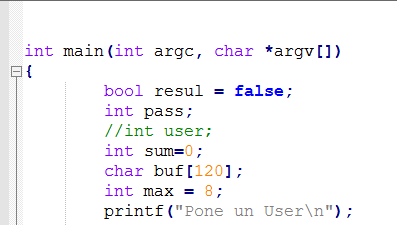 int main(int argc, char *argv[])
{
bool resul = false;
int pass;
//int user;
int sum=0;
char buf[120];
int max = 8;
printf("Pone un User\n");